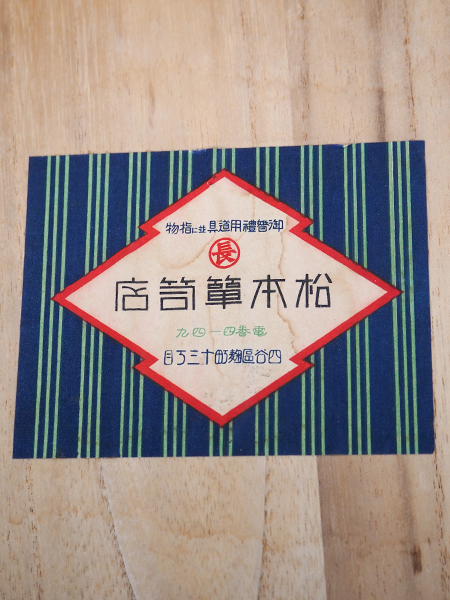 御婚禮用道具並に指物
長
松本箪笥店
電番四一四九
四谷區麹町十三丁目